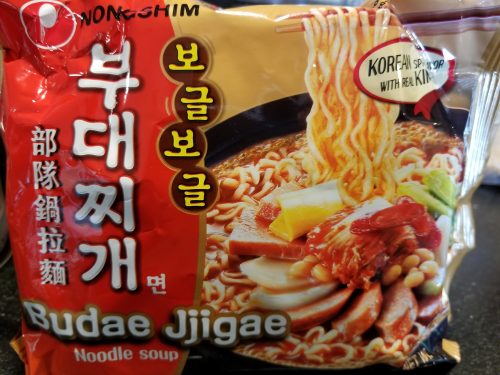 NONGSHIM
보글보글
부대찌개
면
部隊鍋拉麵
KOREAN
WITH REAL
Budae Jjigae
Noodle soup